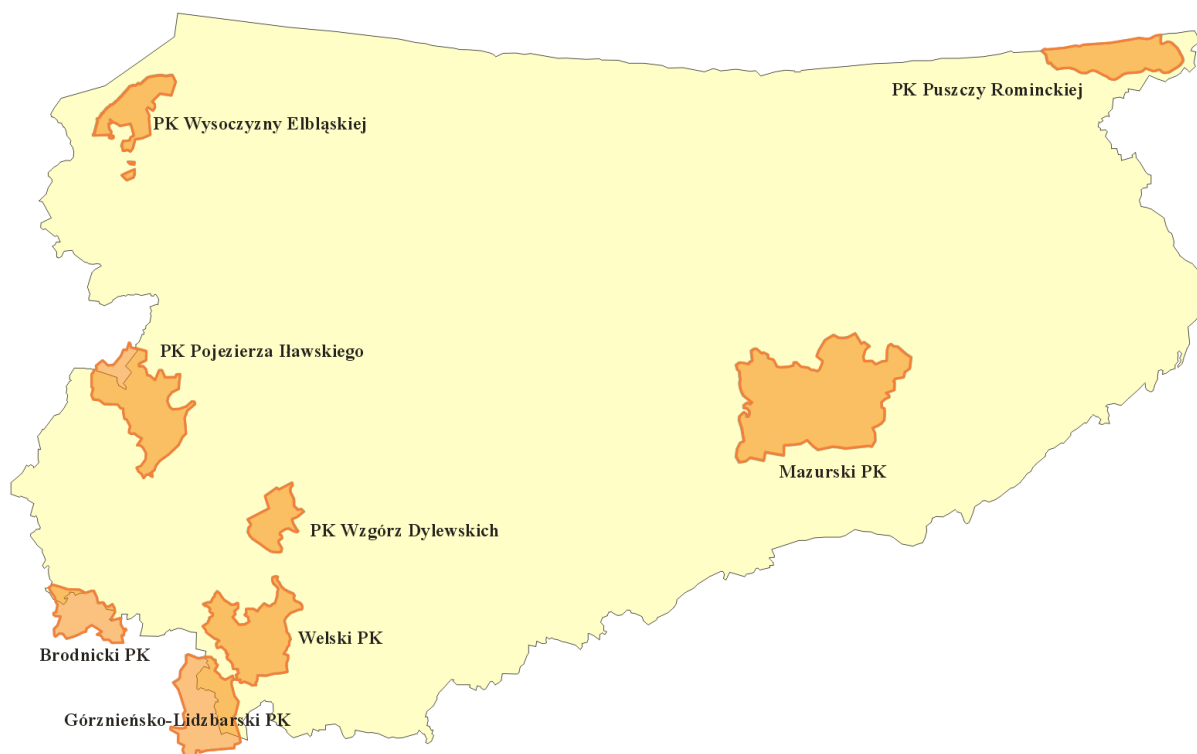 PK Puszczy Rominckiej
PK Wysoczyzny Elbląskiej
PK Pojezierza Iławskiego
Mazurski PK
PK Wzgórz Dylewskich
Welski PK
Brodnicki PK
Górznieńsko-Lidzbarski PK